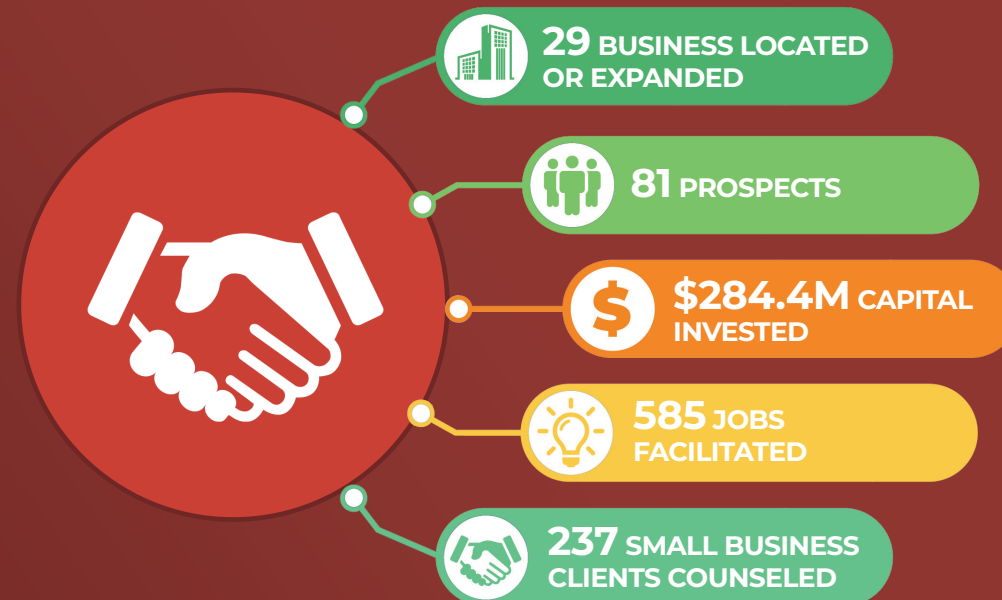 29 BUSINESS LOCATED
OR EXPANDED
81 PROSPECTS
$284.4M CAPITAL
INVESTED
585 JOBS
FACILITATED
237 SMALL BUSINESS
CLIENTS COUNSELED